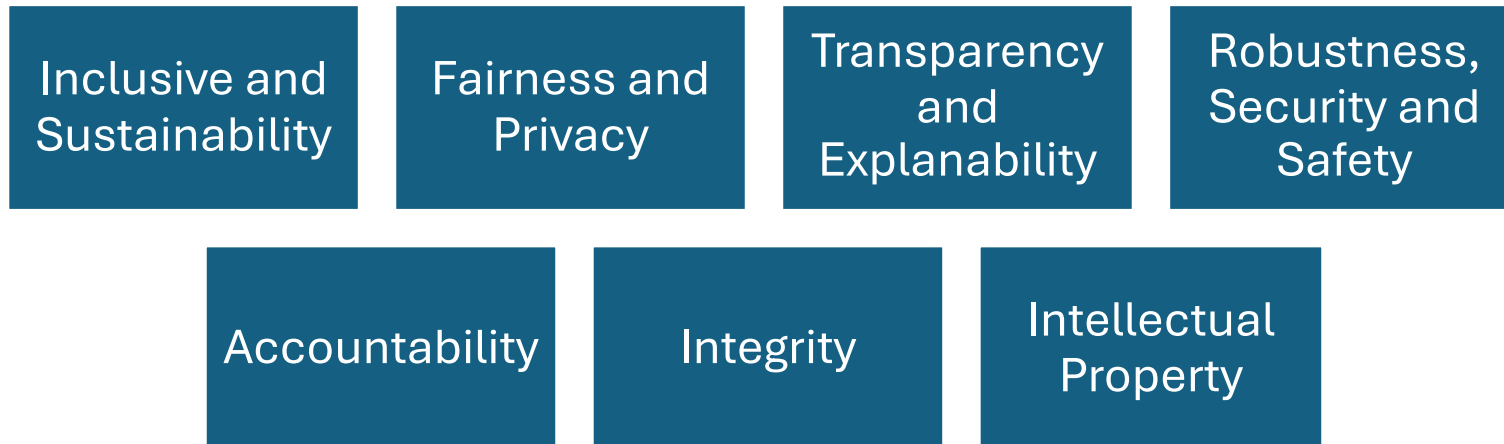 Inclusive and
Sustainability
Fairness and
Privacy
Transparency
and
Explanability
Robustness,
Security and
Safety
Accountability
Integrity
Intellectual
Property